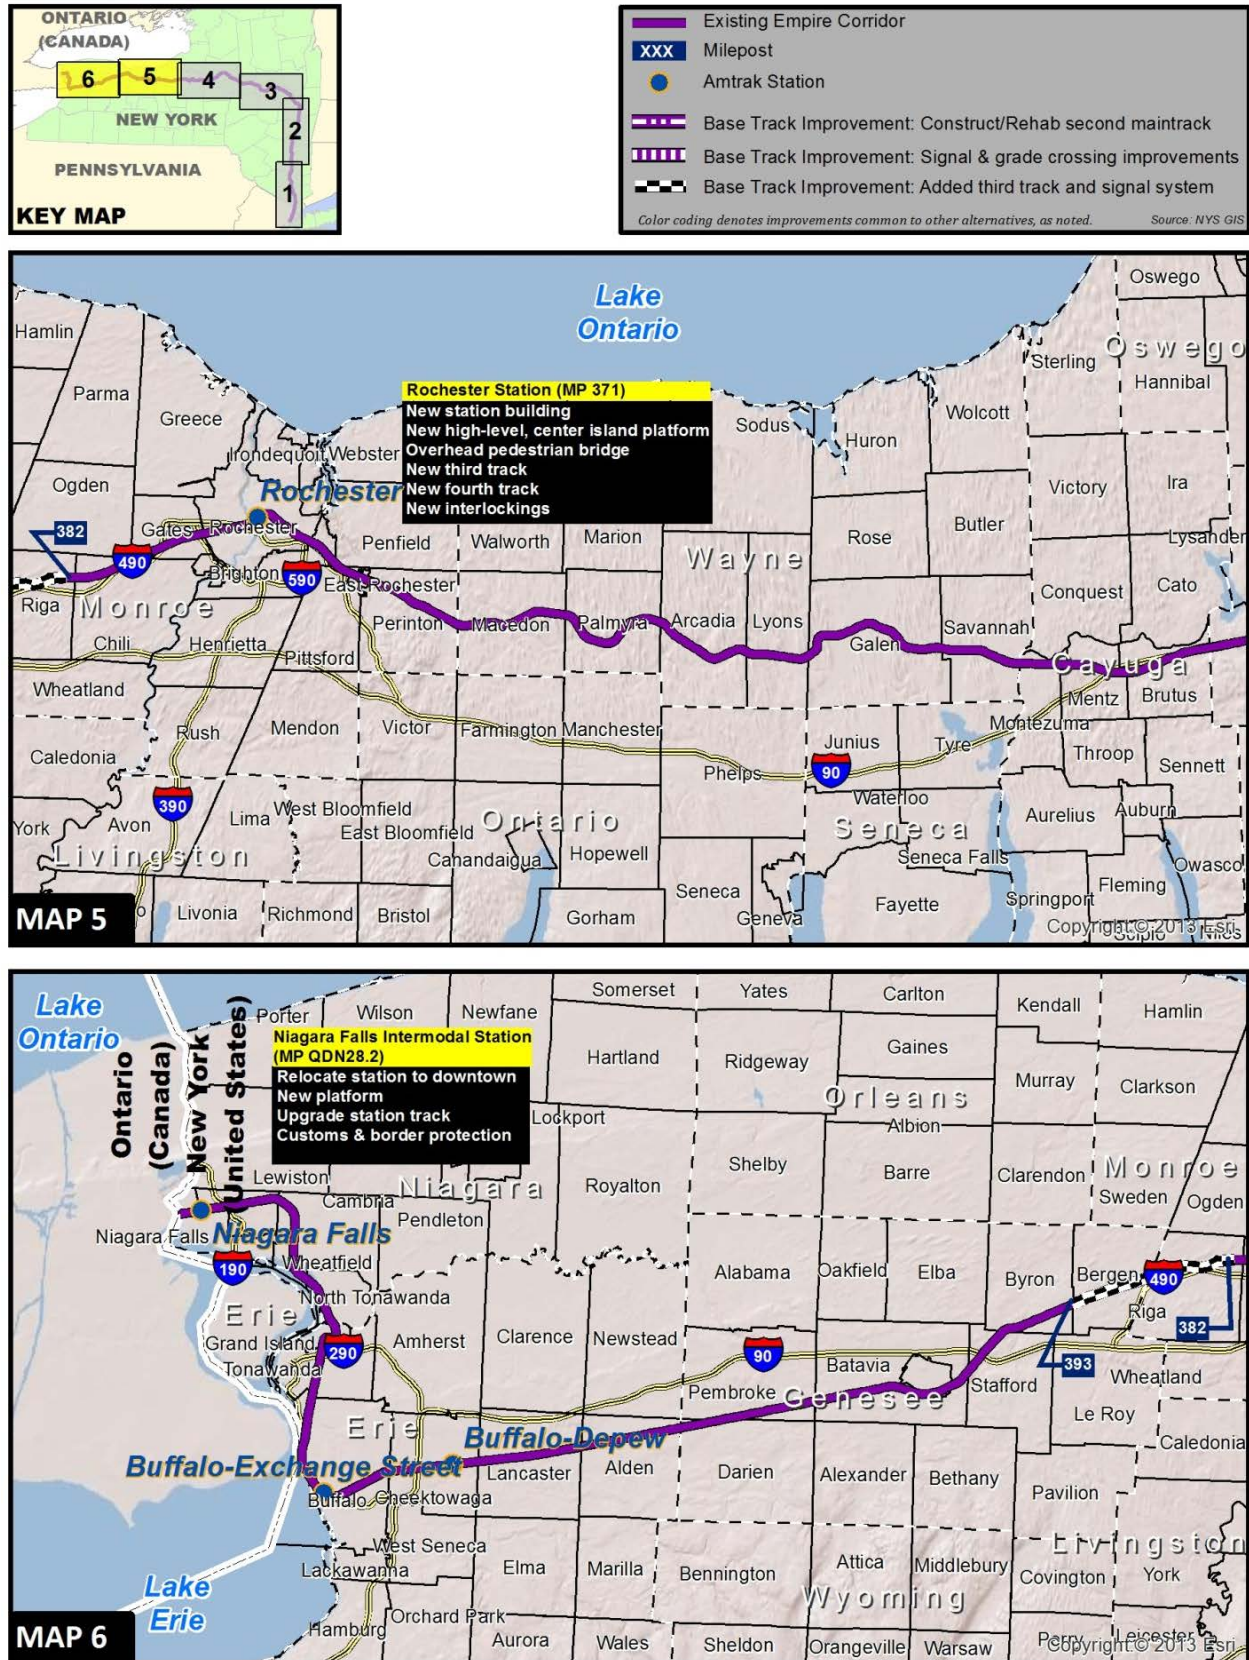 ONTARIO
(CANADA)
6
5
4
3
NEW YORK
2
PENNSYLVANIA
1
KEY MAP
Existing Empire Corridor
XXX Milepost
Amtrak Station
Base Track Improvement: Construct/Rehab second maintrack
Base Track Improvement: Signal & grade crossing improvements
Base Track Improvement: Added third track and signal system
Color coding denotes improvements common to other alternatives, as noted. Source: NYS GIS
Lake
Ontario
Oswego
Oswego
Hamlin
Sterling
Hannibal
Parma
Greece
Rochester Station (MP 371)
New station building
New high-level, center island platform
Overhead pedestrian bridge
New third track
New fourth track
New interlockings
Sodus
Huron
Wolcott
Irondequoit
Webster
Ogden
Rochester
Victory
Ira
382
Gates
Rochester
Penfield
Walworth
Marion
Wayne
Rose
Butler
Lysander
490
Brighton
590
East Rochester
Conquest
Cato
Riga
Monroe
Perinton
Macedon
Palmyra
Arcadia
Lyons
Galen
Savannah
Chili
Henrietta
Pittsford
Cayuga
Wheatland
Mentz
Brutus
Rush
Mendon
Victor
Farmington
Manchester
Junius
Tyre
Montezuma
Caledonia
Phelps
90
Throop
Sennett
390
Waterloo
York
Avon
Lima
West Bloomfield
East Bloomfield
Ontario
Seneca
Aurelius
Auburn
Livingston
Canandaigua
Hopewell
Seneca Falls
Owasco
Seneca
Fleming
Livonia
Richmond
Bristol
Gorham
Geneva
Fayette
Springport
Scipio
Niles
Copyright:© 2013 Esri
MAP 5
Lake
Ontario
Ontario
(Canada)
New York
(United States)
Porter
Wilson
Newfane
Somerset
Yates
Carlton
Kendall
Hamlin
Niagara Falls Intermodal Station
(MP QDN28.2)
Relocate station to downtown
New platform
Upgrade station track
Customs & border protection
Hartland
Ridgeway
Gaines
Murray
Clarkson
Lockport
Orleans
Albion
Lewiston
Cambria
Niagara
Royalton
Shelby
Barre
Clarendon
Monroe
Sweden
Ogden
Pendleton
Niagara Falls
Niagara Falls
190
Wheatfield
Alabama
Oakfield
Elba
Byron
Bergen
490
Erie
North Tonawanda
Riga
Grand Island
290
Amherst
Clarence
Newstead
90
382
Tonawanda
Batavia
393
Pembroke
Genesee
Stafford
Wheatland
Erie
Le Roy
Buffalo-Depew
Caledonia
Buffalo-Exchange Street
Lancaster
Alden
Darien
Alexander
Bethany
Buffalo
Cheektowaga
Pavilion
West Seneca
Livingston
Lackawanna
Elma
Marilla
Bennington
Attica
Middlebury
Covington
York
Lake
Erie
Wyoming
Hamburg
Orchard Park
Aurora
Wales
Sheldon
Orangeville
Warsaw
Perry
Leicester
Copyright:© 2013 Esri
MAP 6